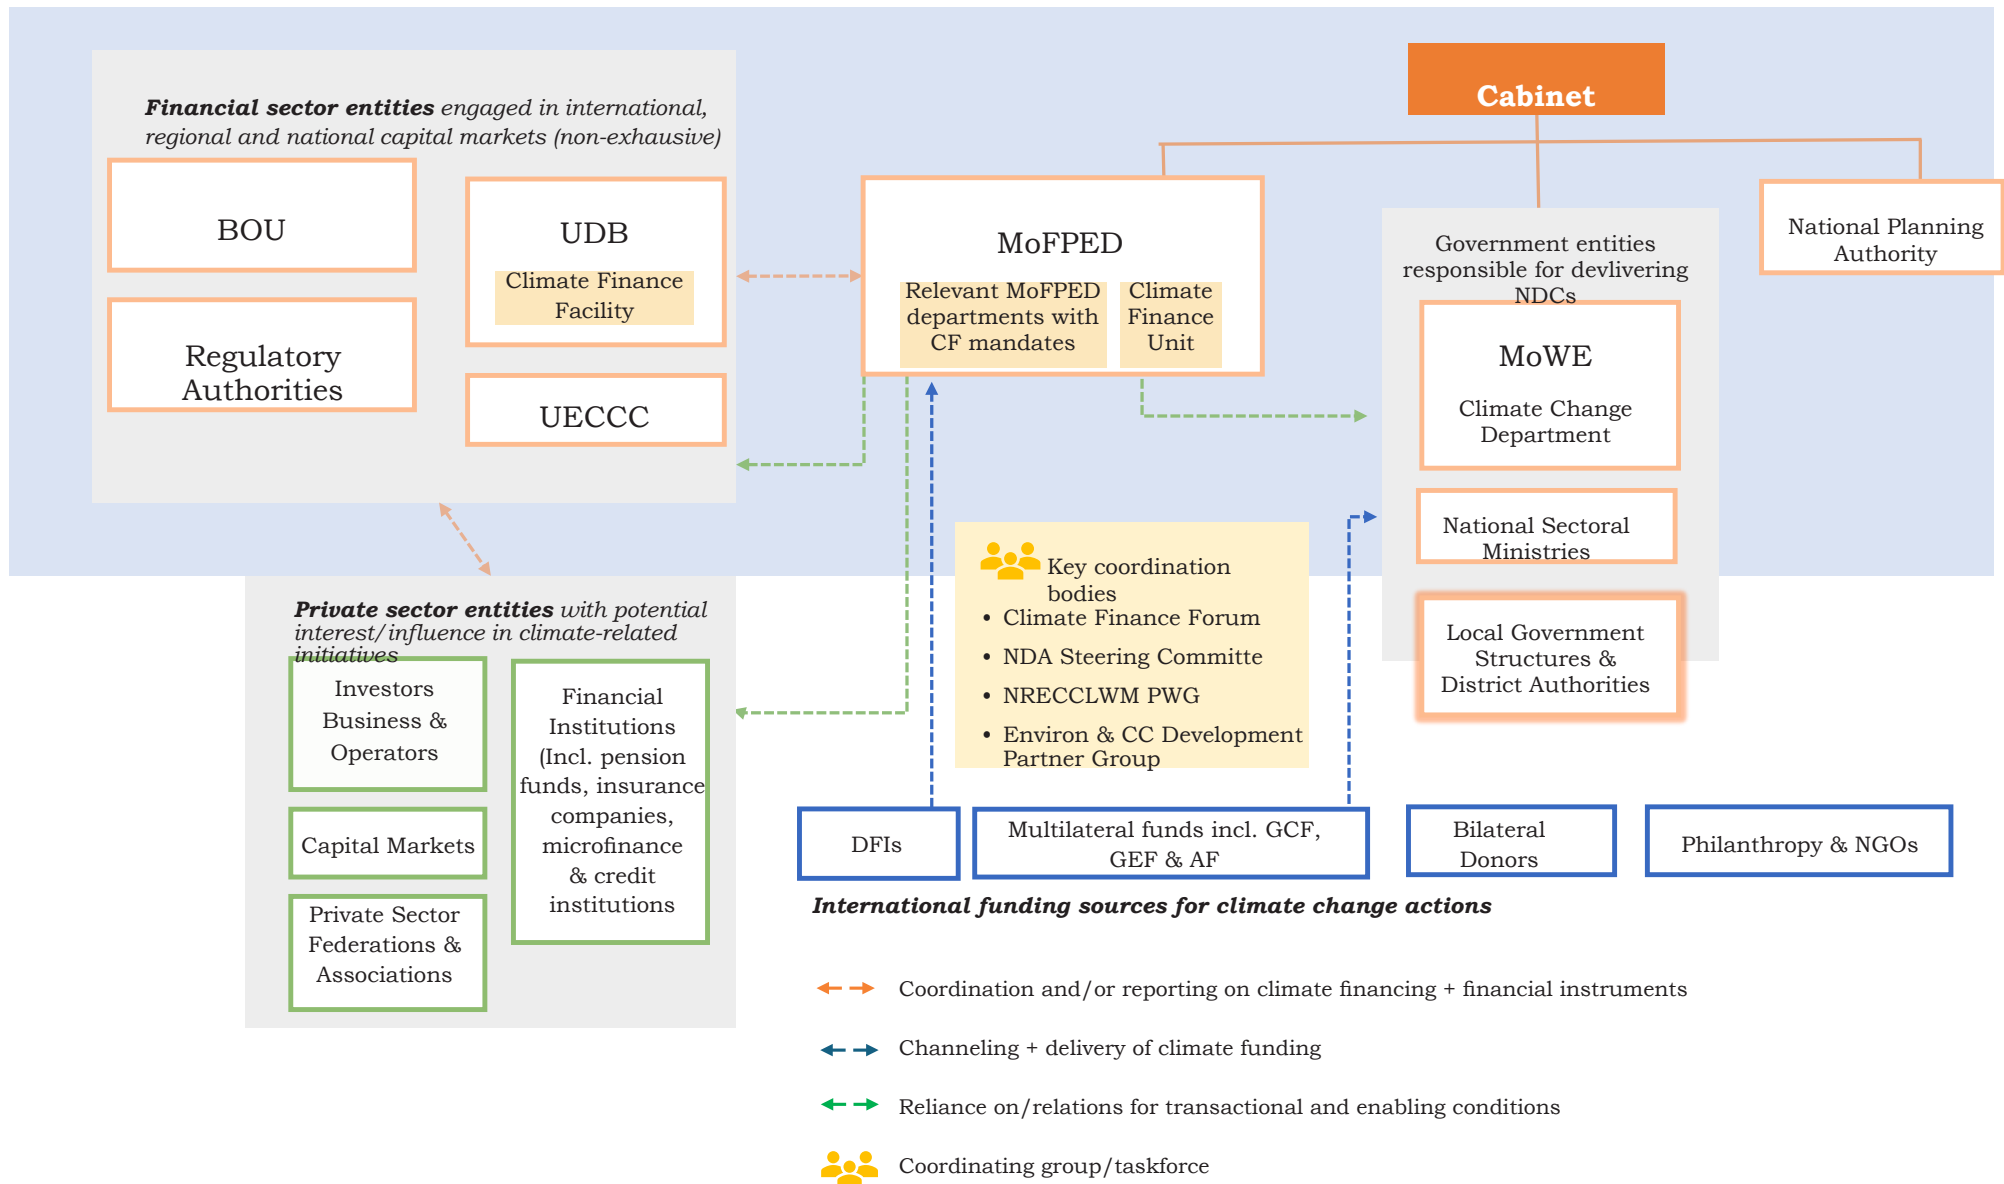 Financial sector entities engaged in international,
regional and national capital markets (non-exhausive)
BOU
Regulatory
Authorities
UDB
Climate Finance
Facility
UECCC
Cabinet
MoFPED
Relevant MoFPED
departments with
CF mandates
Climate
Finance
Unit
Government entities
responsible for devlivering
NDCs
MoWE
Climate Change
Department
National Sectoral
Ministries
Local Government
Structures &
District Authorities
National Planning
Authority
Private sector entities with potential
interest/influence in climate-related
initiatives
Investors
Business &
Operators
Capital Markets
Private Sector
Federations &
Associations
Financial
Institutions
(Incl. pension
funds, insurance
companies,
microfinance
& credit
institutions
Key coordination
bodies
• Climate Finance Forum
• NDA Steering Committe
• NRECCLWM PWG
• Environ & CC Development
Partner Group
DFIs
Multilateral funds incl. GCF,
GEF & AF
Bilateral
Donors
Philanthropy & NGOs
International funding sources for climate change actions
Coordination and/or reporting on climate financing + financial instruments
Channeling + delivery of climate funding
Reliance on/relations for transactional and enabling conditions
Coordinating group/taskforce